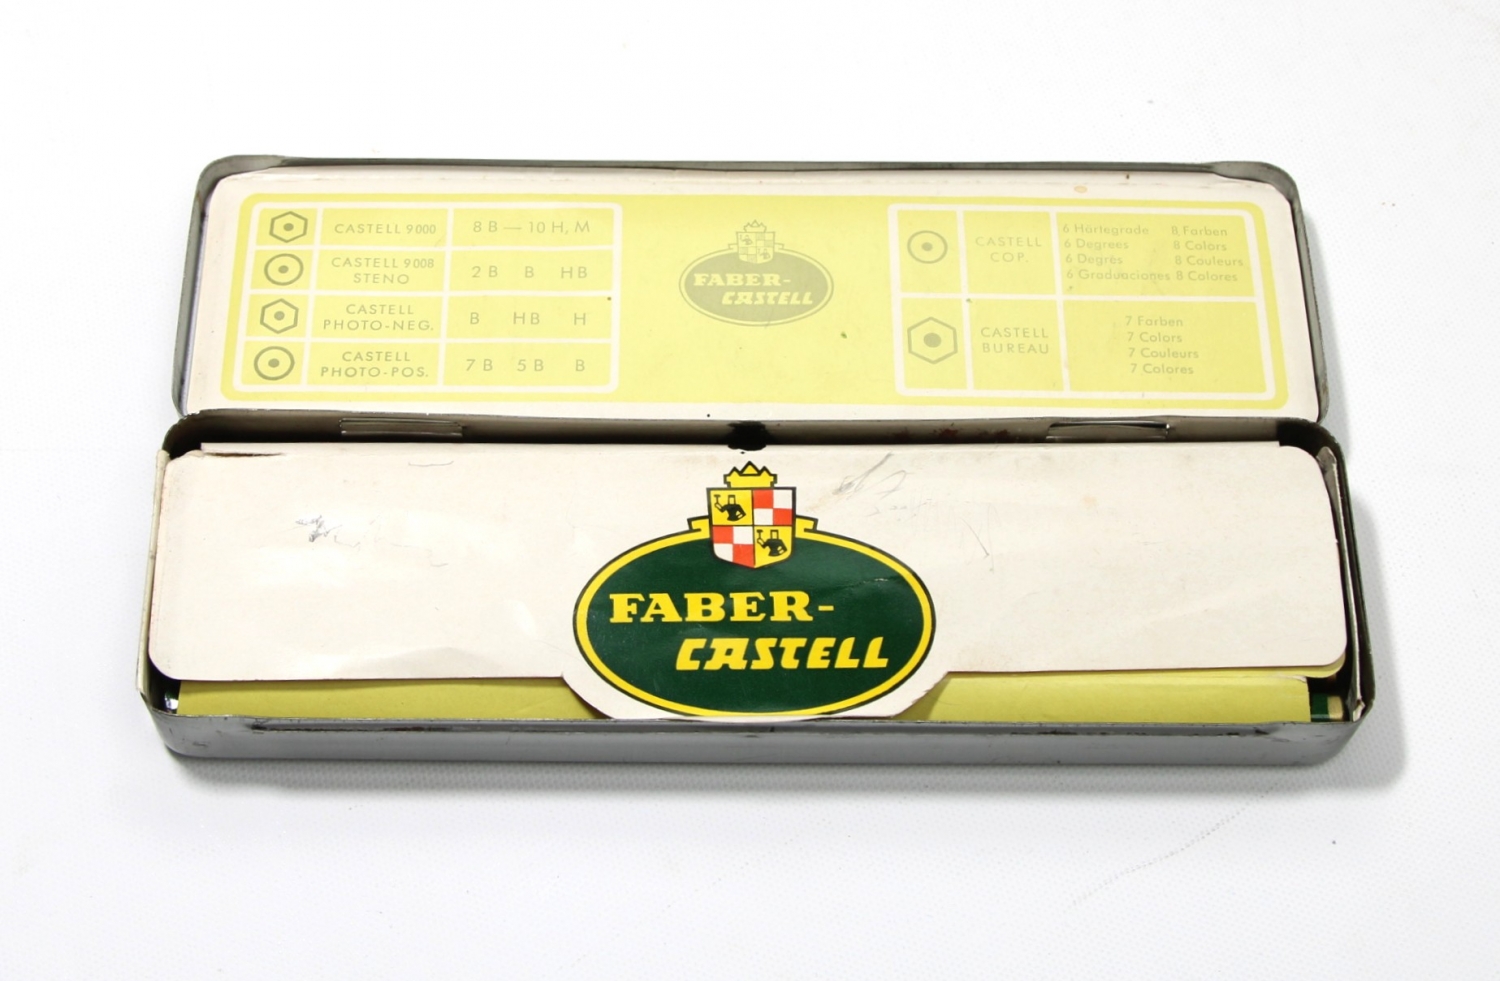 CASTELL 9000
8 B — 10 H, M
CASTELL 9008
STENO
2 B B HB
CASTELL
PHOTO-NEG.
B HB H
CASTELL
PHOTO-POS.
7 B 5 B B
FABER-
CASTELL
CASTELL
COP.
6 Härtegrade 8 Farben
6 Degrees 8 Colors
6 Degrés 8 Couleurs
6 Graduaciones 8 Colores
CASTELL
BUREAU
7 Farben
7 Colors
7 Couleurs
7 Colores
FABER-
CASTELL